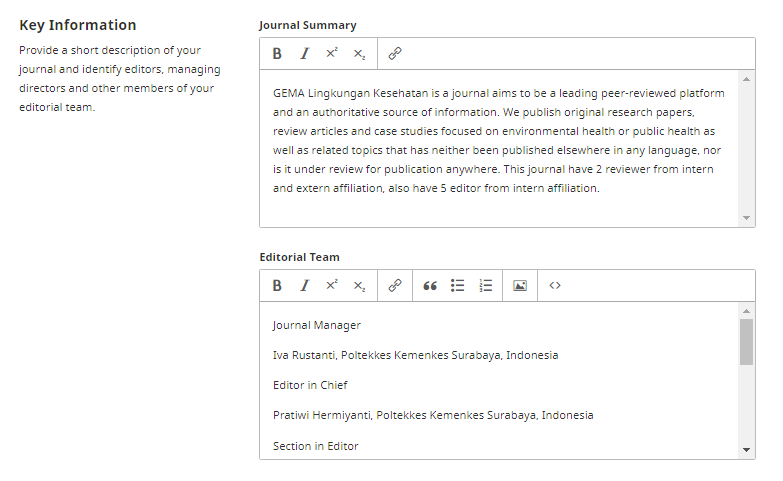 Key Information
Provide a short description of your
journal and identify editors, managing
directors and other members of your
editorial team.
Journal Summary
B I x² x₂
GEMA Lingkungan Kesehatan is a journal aims to be a leading peer-reviewed platform
and an authoritative source of information. We publish original research papers,
review articles and case studies focused on environmental health or public health as
well as related topics that has neither been published elsewhere in any language, nor
is it under review for publication anywhere. This journal have 2 reviewer from intern
and extern affiliation, also have 5 editor from intern affiliation.
Editorial Team
B I x² x₂
Journal Manager
Iva Rustanti, Poltekkes Kemenkes Surabaya, Indonesia
Editor in Chief
Pratiwi Hermiyanti, Poltekkes Kemenkes Surabaya, Indonesia
Section in Editor